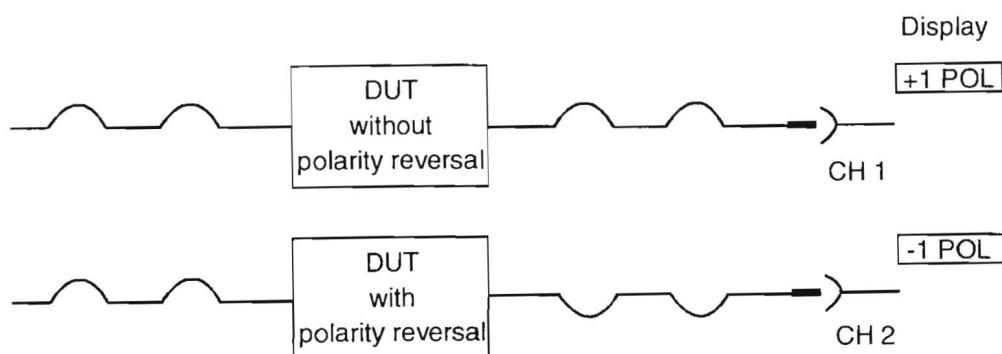 Display
+1 POL
DUT
without
polarity reversal
CH 1
-1 POL
DUT
with
polarity reversal
CH 2